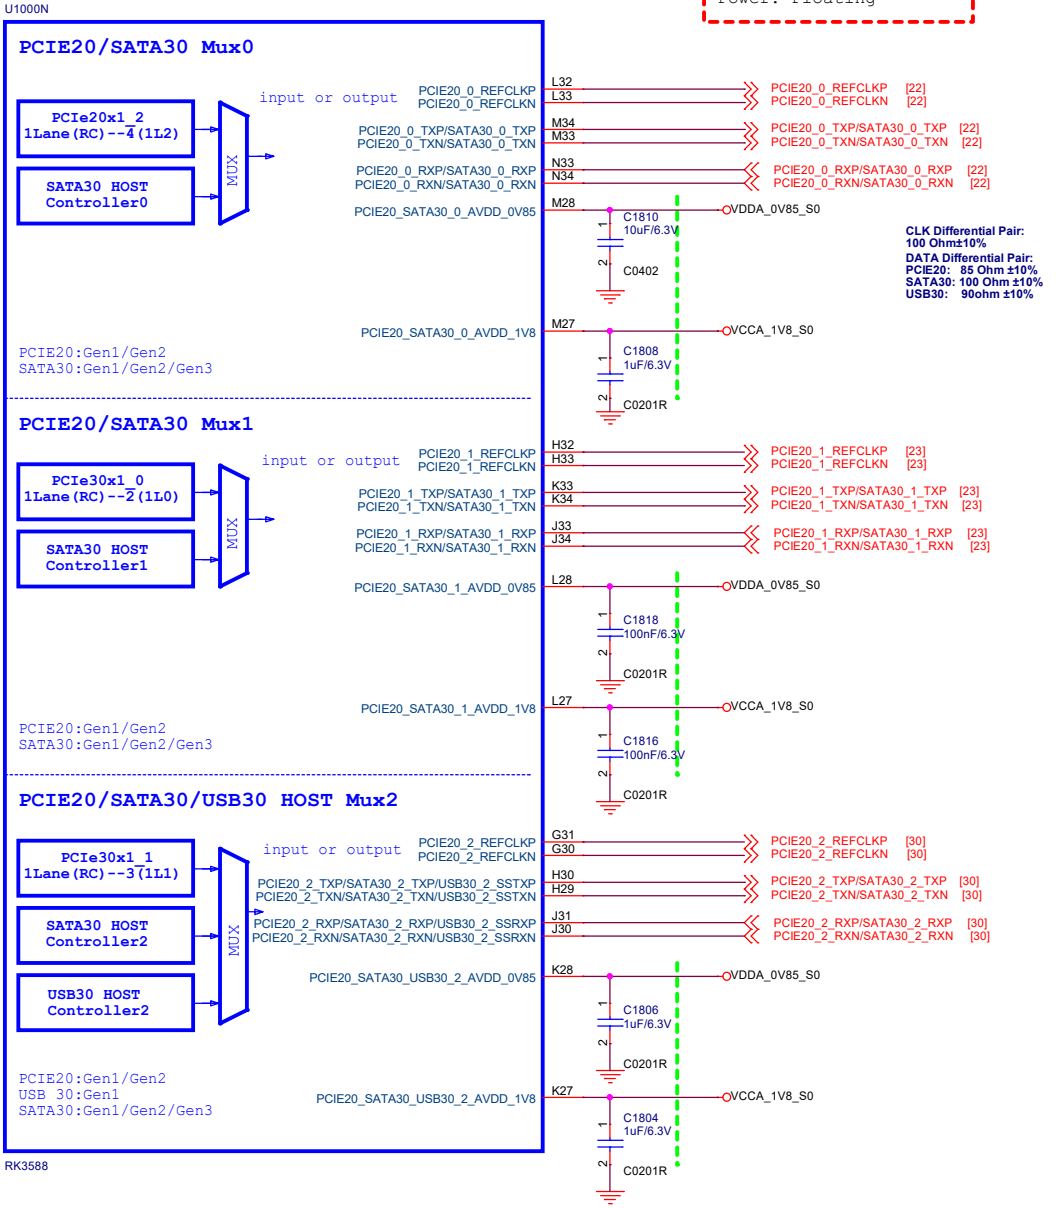 Power: Floating
U1000N
PCIE20/SATA30 Mux0
input or output
PCIe20x1_2
1Lane(RC)--4(1L2)
SATA30 HOST
Controller0
MUX
PCIE20_0_REFCLKP L32 PCIE20_0_REFCLKP [22]
PCIE20_0_REFCLKN L33 PCIE20_0_REFCLKN [22]
PCIE20_0_TXP/SATA30_0_TXP M34 PCIE20_0_TXP/SATA30_0_TXP [22]
PCIE20_0_TXN/SATA30_0_TXN M33 PCIE20_0_TXN/SATA30_0_TXN [22]
PCIE20_0_RXP/SATA30_0_RXP N33 PCIE20_0_RXP/SATA30_0_RXP [22]
PCIE20_0_RXN/SATA30_0_RXN N34 PCIE20_0_RXN/SATA30_0_RXN [22]
PCIE20_SATA30_0_AVDD_0V85 M28 VDDA_0V85_S0
1
C1810
10uF/6.3V
2
C0402
CLK Differential Pair:
100 Ohm±10%
DATA Differential Pair:
PCIE20: 85 Ohm ±10%
SATA30: 100 Ohm ±10%
USB30: 90ohm ±10%
PCIE20_SATA30_0_AVDD_1V8 M27 VCCA_1V8_S0
1
C1808
1uF/6.3V
2
C0201R
PCIE20:Gen1/Gen2
SATA30:Gen1/Gen2/Gen3
PCIE20/SATA30 Mux1
input or output
PCIe30x1_0
1Lane(RC)--2(1L0)
SATA30 HOST
Controller1
MUX
PCIE20_1_REFCLKP H32 PCIE20_1_REFCLKP [23]
PCIE20_1_REFCLKN H33 PCIE20_1_REFCLKN [23]
PCIE20_1_TXP/SATA30_1_TXP K33 PCIE20_1_TXP/SATA30_1_TXP [23]
PCIE20_1_TXN/SATA30_1_TXN K34 PCIE20_1_TXN/SATA30_1_TXN [23]
PCIE20_1_RXP/SATA30_1_RXP J33 PCIE20_1_RXP/SATA30_1_RXP [23]
PCIE20_1_RXN/SATA30_1_RXN J34 PCIE20_1_RXN/SATA30_1_RXN [23]
PCIE20_SATA30_1_AVDD_0V85 L28 VDDA_0V85_S0
1
C1818
100nF/6.3V
2
C0201R
PCIE20_SATA30_1_AVDD_1V8 L27 VCCA_1V8_S0
1
C1816
100nF/6.3V
2
C0201R
PCIE20:Gen1/Gen2
SATA30:Gen1/Gen2/Gen3
PCIE20/SATA30/USB30 HOST Mux2
input or output
PCIe30x1_1
1Lane(RC)--3(1L1)
SATA30 HOST
Controller2
USB30 HOST
Controller2
MUX
PCIE20_2_REFCLKP G31 PCIE20_2_REFCLKP [30]
PCIE20_2_REFCLKN G30 PCIE20_2_REFCLKN [30]
PCIE20_2_TXP/SATA30_2_TXP/USB30_2_SSTXP H30 PCIE20_2_TXP/SATA30_2_TXP [30]
PCIE20_2_TXN/SATA30_2_TXN/USB30_2_SSTXN H29 PCIE20_2_TXN/SATA30_2_TXN [30]
PCIE20_2_RXP/SATA30_2_RXP/USB30_2_SSRXP J31 PCIE20_2_RXP/SATA30_2_RXP [30]
PCIE20_2_RXN/SATA30_2_RXN/USB30_2_SSRXN J30 PCIE20_2_RXN/SATA30_2_RXN [30]
PCIE20_SATA30_USB30_2_AVDD_0V85 K28 VDDA_0V85_S0
1
C1806
1uF/6.3V
2
C0201R
PCIE20:Gen1/Gen2
USB 30:Gen1
SATA30:Gen1/Gen2/Gen3
PCIE20_SATA30_USB30_2_AVDD_1V8 K27 VCCA_1V8_S0
1
C1804
1uF/6.3V
2
C0201R
RK3588